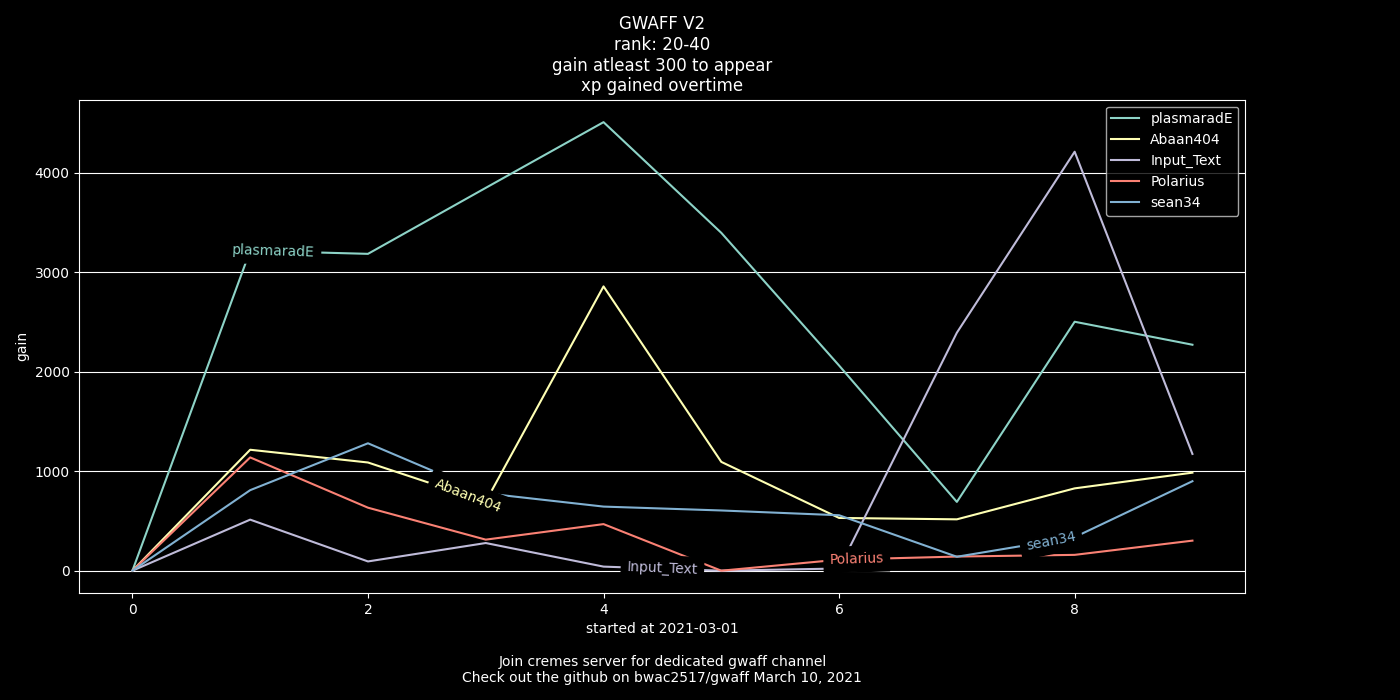 GWAFF V2
rank: 20-40
gain atleast 300 to appear
xp gained overtime
plasmaradE
Abaan404
Input_Text
Polarius
sean34
4000
3000
2000
1000
0
gain
plasmaradE
Abaan404
Input_Text
Polarius
sean34
0 2 4 6 8
started at 2021-03-01
Join cremes server for dedicated gwaff channel
Check out the github on bwac2517/gwaff March 10, 2021